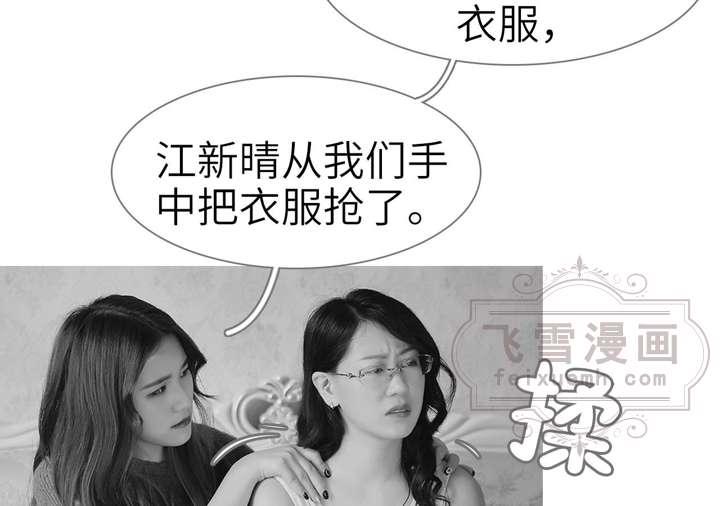 衣服，
江新晴从我们手
中把衣服抢了。
飞雪漫画
feixuemh.com
揉